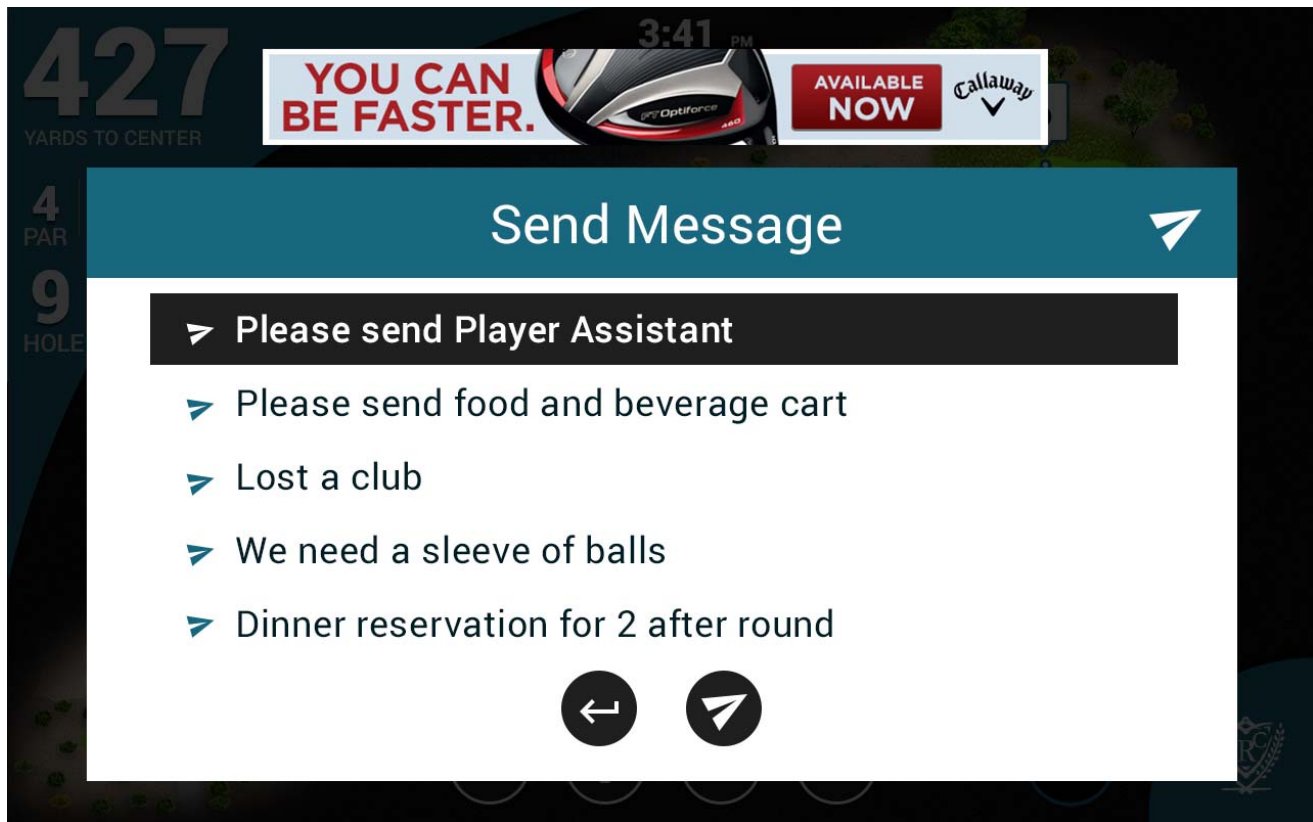 427
YARDS TO CENTER
3:41 PM
YOU CAN
BE FASTER.
FT Optiforce
460
AVAILABLE
NOW
Callaway
4
PAR
9
HOLE
Send Message
Please send Player Assistant
Please send food and beverage cart
Lost a club
We need a sleeve of balls
Dinner reservation for 2 after round